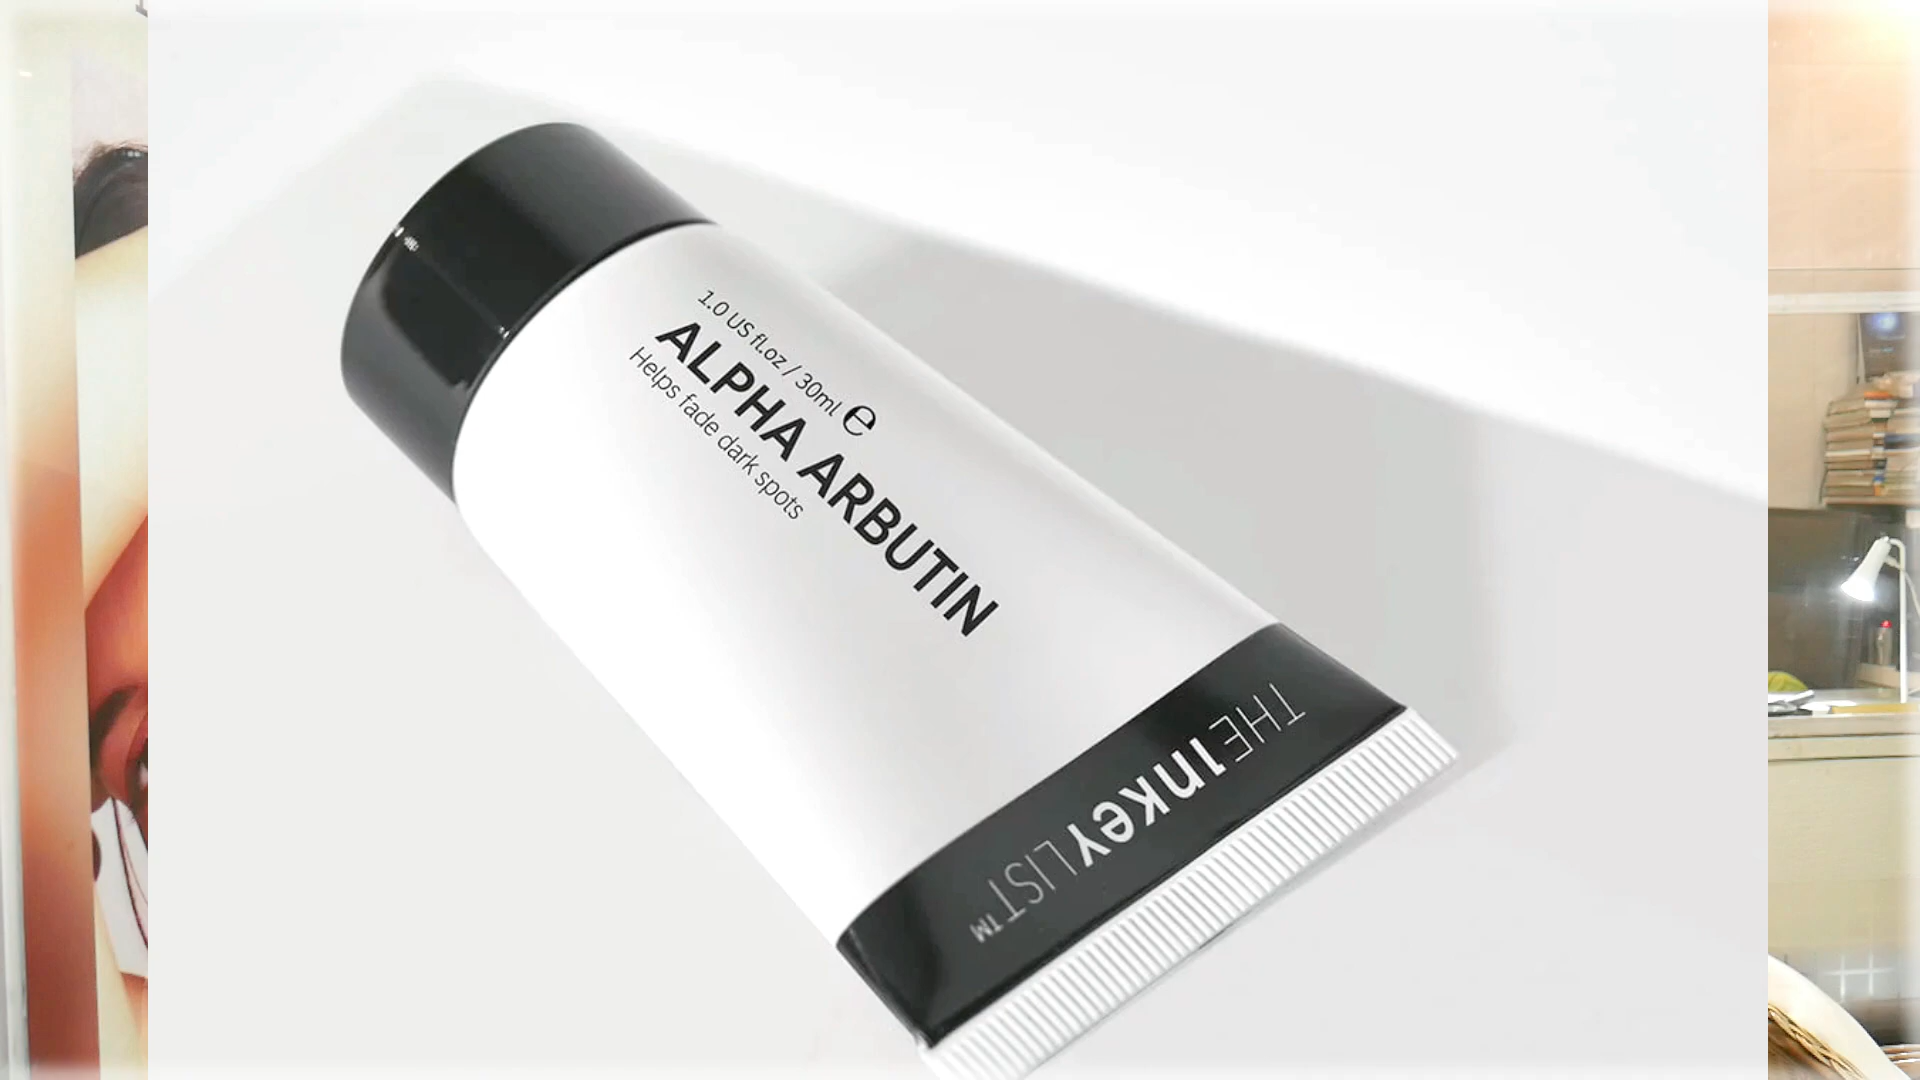 1.0 US fl.oz / 30ml ℮
ALPHA ARBUTIN
Helps fade dark spots
THE INKEY LIST™